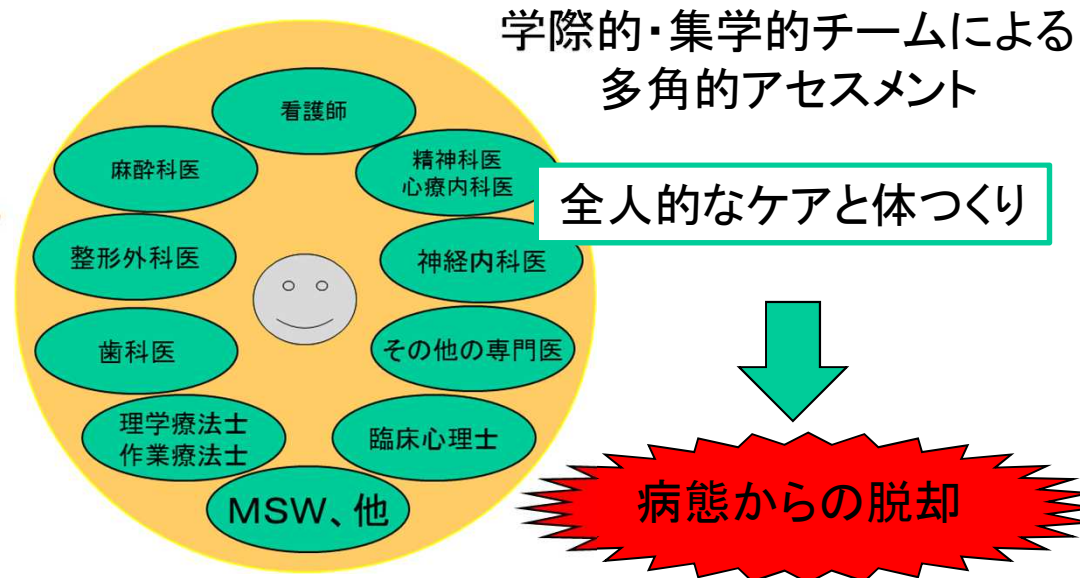 学際的・集学的チームによる
多角的アセスメント
看護師
麻酔科医
精神科医
心療内科医
全人的なケアと体つくり
整形外科医
神経内科医
歯科医
その他の専門医
理学療法士
作業療法士
臨床心理士
MSW、他
病態からの脱却